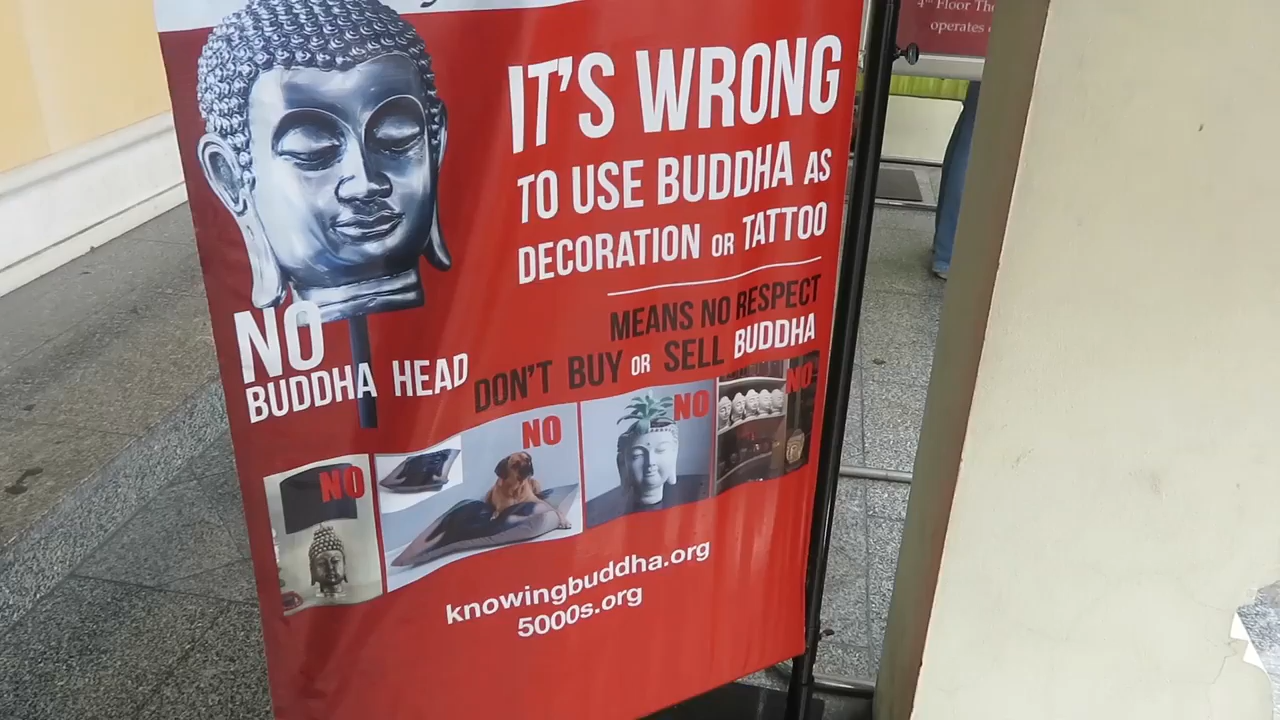 IT'S WRONG
TO USE BUDDHA AS
DECORATION OR TATTOO
MEANS NO RESPECT
DON'T BUY OR SELL BUDDHA
NO
BUDDHA HEAD
NO
NO
NO
NO
knowingbuddha.org
5000s.org
4th Floor The
operates